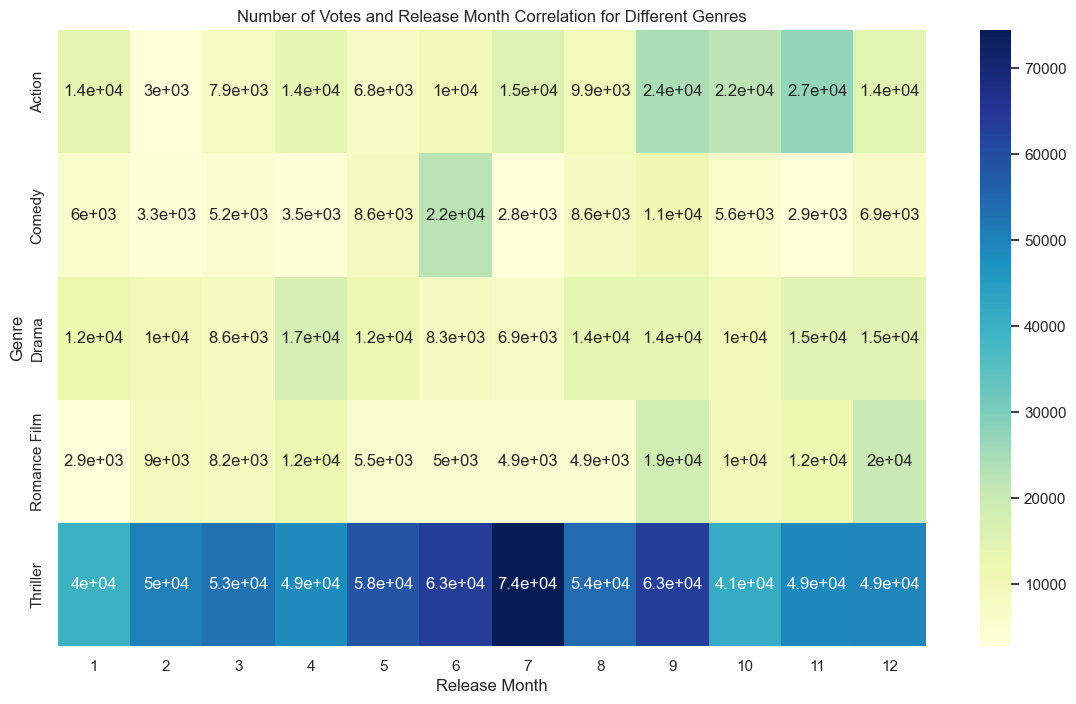 Number of Votes and Release Month Correlation for Different Genres
Genre
Action
1.4e+04 3e+03 7.9e+03 1.4e+04 6.8e+03 1e+04 1.5e+04 9.9e+03 2.4e+04 2.2e+04 2.7e+04 1.4e+04
Comedy
6e+03 3.3e+03 5.2e+03 3.5e+03 8.6e+03 2.2e+04 2.8e+03 8.6e+03 1.1e+04 5.6e+03 2.9e+03 6.9e+03
Drama
1.2e+04 1e+04 8.6e+03 1.7e+04 1.2e+04 8.3e+03 6.9e+03 1.4e+04 1.4e+04 1e+04 1.5e+04 1.5e+04
Romance Film
2.9e+03 9e+03 8.2e+03 1.2e+04 5.5e+03 5e+03 4.9e+03 4.9e+03 1.9e+04 1e+04 1.2e+04 2e+04
Thriller
4e+04 5e+04 5.3e+04 4.9e+04 5.8e+04 6.3e+04 7.4e+04 5.4e+04 6.3e+04 4.1e+04 4.9e+04 4.9e+04
1 2 3 4 5 6 7 8 9 10 11 12
Release Month
70000
60000
50000
40000
30000
20000
10000